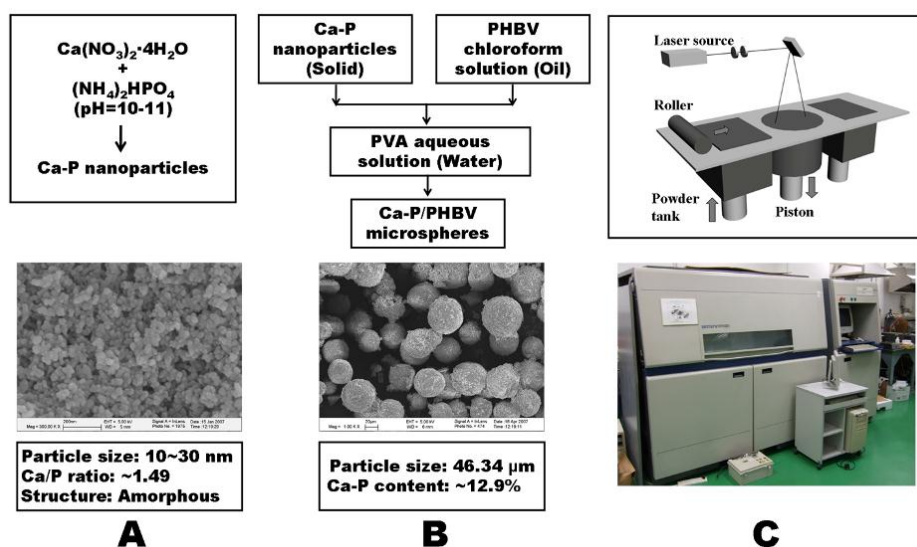 Ca(NO₃)₂·4H₂O
+
(NH₄)₂HPO₄
(pH=10-11)
Ca-P nanoparticles
Particle size: 10~30 nm
Ca/P ratio: ~1.49
Structure: Amorphous
A
Ca-P
nanoparticles
(Solid)
PHBV
chloroform
solution (Oil)
PVA aqueous
solution (Water)
Ca-P/PHBV
microspheres
Particle size: 46.34 µm
Ca-P content: ~12.9%
B
Laser source
Roller
Powder
tank
Piston
C